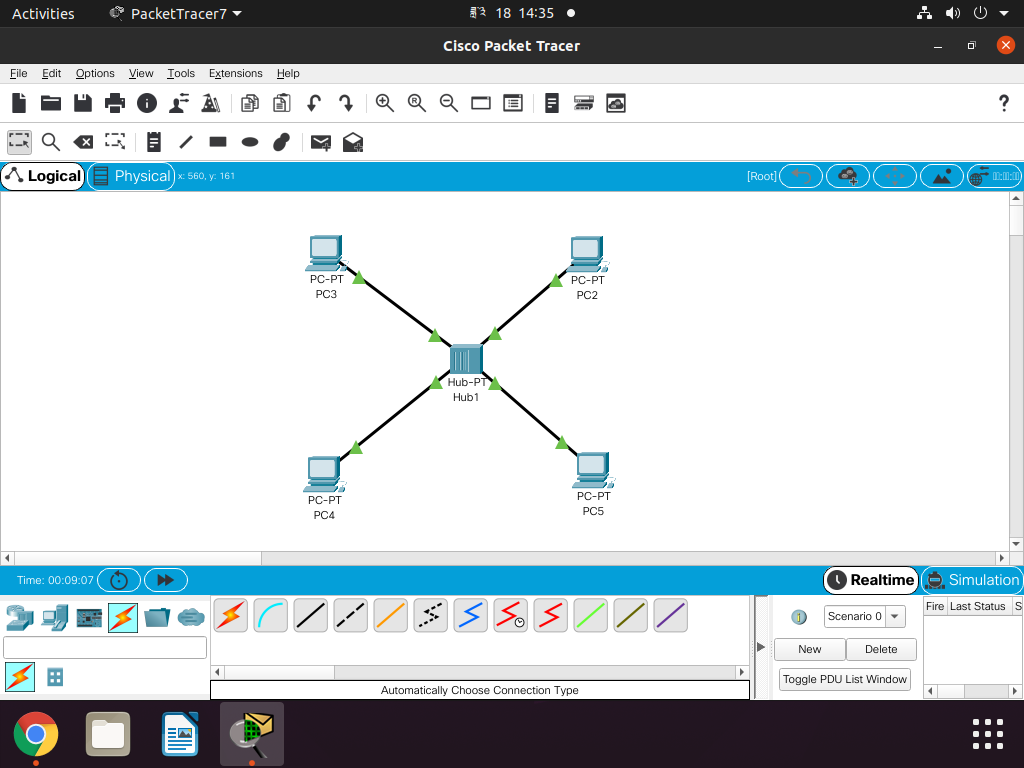 Activities PacketTracer7 18 14:35
Cisco Packet Tracer
File Edit Options View Tools Extensions Help
?
Logical Physical x: 560, y: 161 [Root]
PC-PT
PC3
PC-PT
PC2
Hub-PT
Hub1
PC-PT
PC4
PC-PT
PC5
Time: 00:09:07 Realtime Simulation
Scenario 0
Fire Last Status S
New Delete
Toggle PDU List Window
Automatically Choose Connection Type